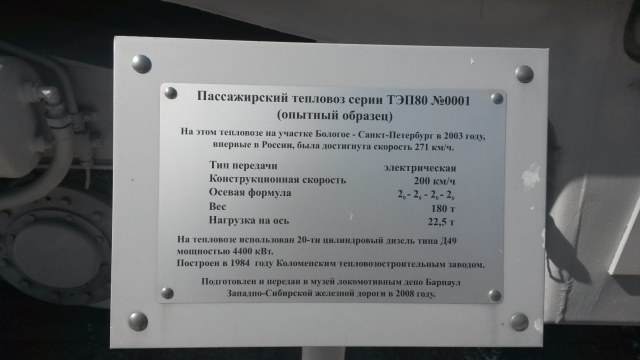 Пассажирский тепловоз серии ТЭП80 №0001
(опытный образец)
На этом тепловозе на участке Бологое - Санкт-Петербург в 2003 году,
впервые в России, была достигнута скорость 271 км/ч.
Тип передачи электрическая
Конструкционная скорость 200 км/ч
Осевая формула 2₀- 2₀ - 2₀ - 2₀
Вес 180 т
Нагрузка на ось 22,5 т
На тепловозе использован 20-ти цилиндровый дизель типа Д49
мощностью 4400 кВт.
Построен в 1984 году Коломенским тепловозостроительным заводом.
Подготовлен и передан в музей локомотивным депо Барнаул
Западно-Сибирской железной дороги в 2008 году.